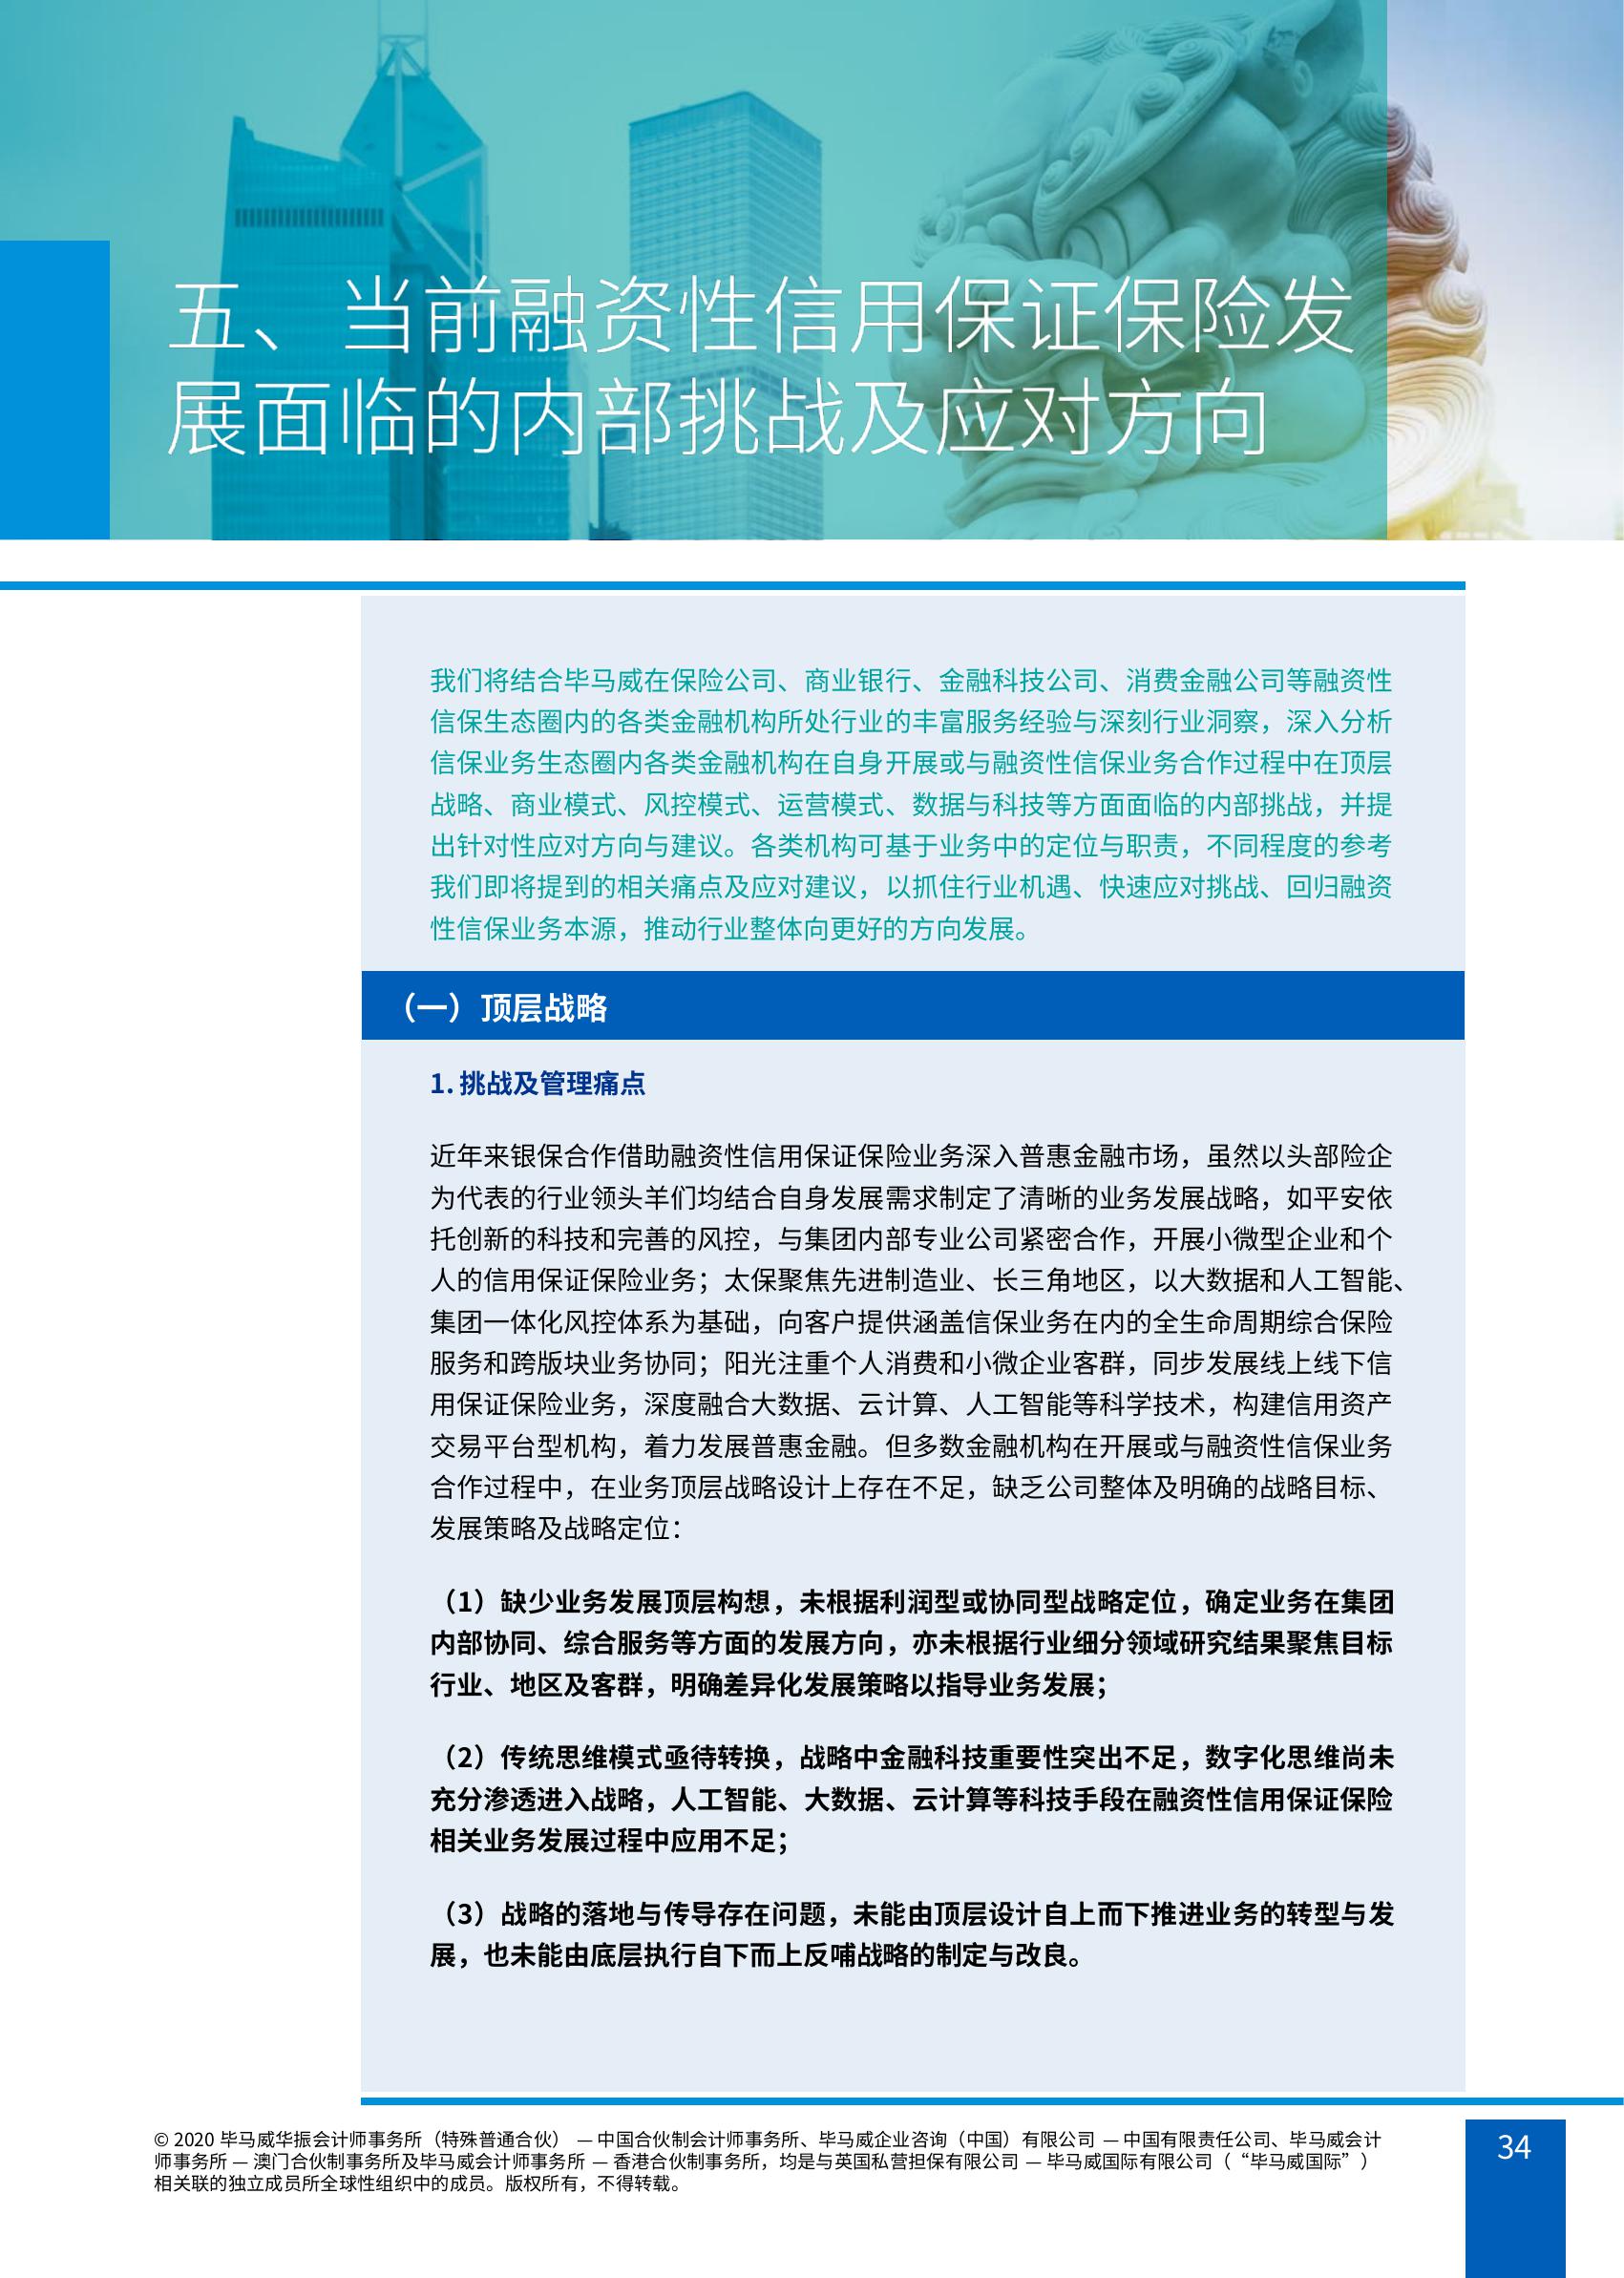 五、当前融资性信用保证保险发
展面临的内部挑战及应对方向
我们将结合毕马威在保险公司、商业银行、金融科技公司、消费金融公司等融资性
信保生态圈内的各类金融机构所处行业的丰富服务经验与深刻行业洞察，深入分析
信保业务生态圈内各类金融机构在自身开展或与融资性信保业务合作过程中在顶层
战略、商业模式、风控模式、运营模式、数据与科技等方面面临的内部挑战，并提
出针对性应对方向与建议。各类机构可基于业务中的定位与职责，不同程度的参考
我们即将提到的相关痛点及应对建议，以抓住行业机遇、快速应对挑战、回归融资
性信保业务本源，推动行业整体向更好的方向发展。
（一）顶层战略
1. 挑战及管理痛点
近年来银保合作借助融资性信用保证保险业务深入普惠金融市场，虽然以头部险企
为代表的行业领头羊们均结合自身发展需求制定了清晰的业务发展战略，如平安依
托创新的科技和完善的风控，与集团内部专业公司紧密合作，开展小微型企业和个
人的信用保证保险业务；太保聚焦先进制造业、长三角地区，以大数据和人工智能、
集团一体化风控体系为基础，向客户提供涵盖信保业务在内的全生命周期综合保险
服务和跨版块业务协同；阳光注重个人消费和小微企业客群，同步发展线上线下信
用保证保险业务，深度融合大数据、云计算、人工智能等科学技术，构建信用资产
交易平台型机构，着力发展普惠金融。但多数金融机构在开展或与融资性信保业务
合作过程中，在业务顶层战略设计上存在不足，缺乏公司整体及明确的战略目标、
发展策略及战略定位：
（1）缺少业务发展顶层构想，未根据利润型或协同型战略定位，确定业务在集团
内部协同、综合服务等方面的发展方向，亦未根据行业细分领域研究结果聚焦目标
行业、地区及客群，明确差异化发展策略以指导业务发展；
（2）传统思维模式亟待转换，战略中金融科技重要性突出不足，数字化思维尚未
充分渗透进入战略，人工智能、大数据、云计算等科技手段在融资性信用保证保险
相关业务发展过程中应用不足；
（3）战略的落地与传导存在问题，未能由顶层设计自上而下推进业务的转型与发
展，也未能由底层执行自下而上反哺战略的制定与改良。
© 2020 毕马威华振会计师事务所（特殊普通合伙） — 中国合伙制会计师事务所、毕马威企业咨询（中国）有限公司 — 中国有限责任公司、毕马威会计
师事务所 — 澳门合伙制事务所及毕马威会计师事务所 — 香港合伙制事务所，均是与英国私营担保有限公司 — 毕马威国际有限公司（“毕马威国际”）
相关联的独立成员所全球性组织中的成员。版权所有，不得转载。
34